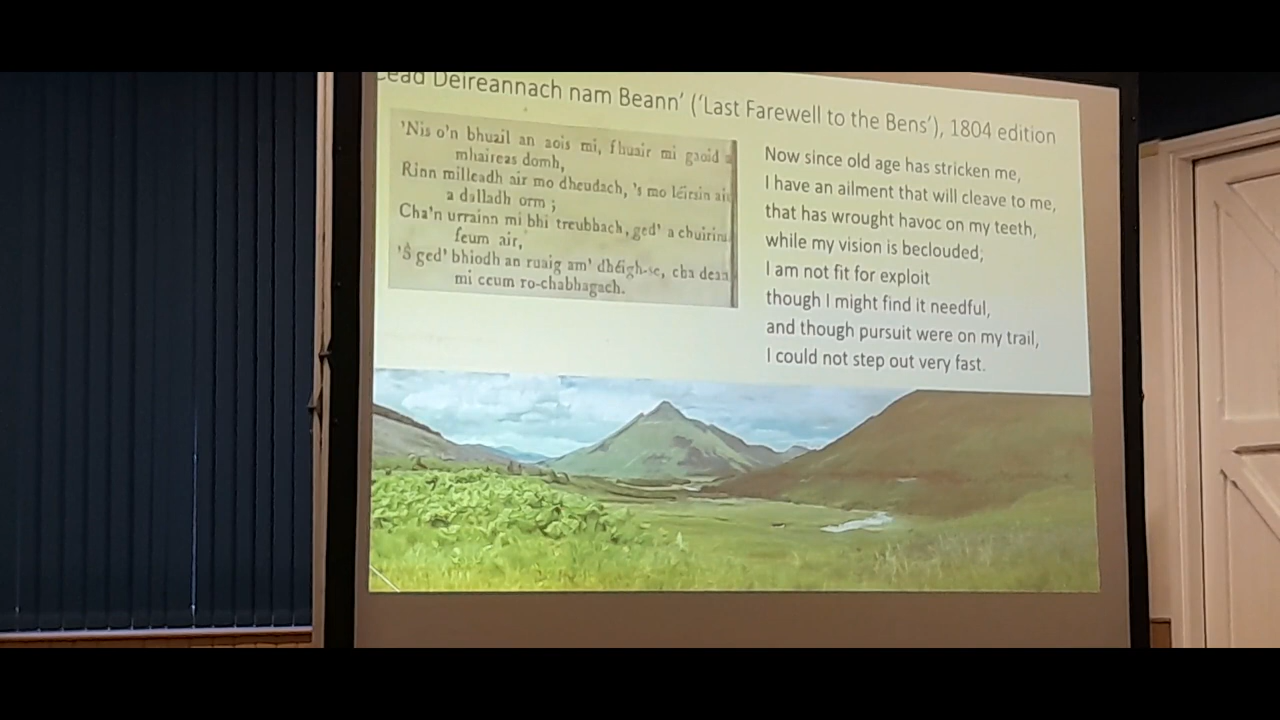 Deireannach nam Beann' ('Last Farewell to the Bens'), 1804 edition
'Nis o'n bhuail an aois mi, fhuair mi gaoid
mhaireas domh,
Rinn milleadh air mo dheudach, 's mo léirsin
a dalladh orm ;
Cha'n urrainn mi bhi treubhach, ged' a
feum air,
'S ged' bhiodh an ruaig am' dhéigh-se, cha
mi ceum ro-chabhagach.
Now since old age has stricken me,
I have an ailment that will cleave to me,
that has wrought havoc on my teeth,
while my vision is beclouded;
I am not fit for exploit
though I might find it needful,
and though pursuit were on my trail,
I could not step out very fast.